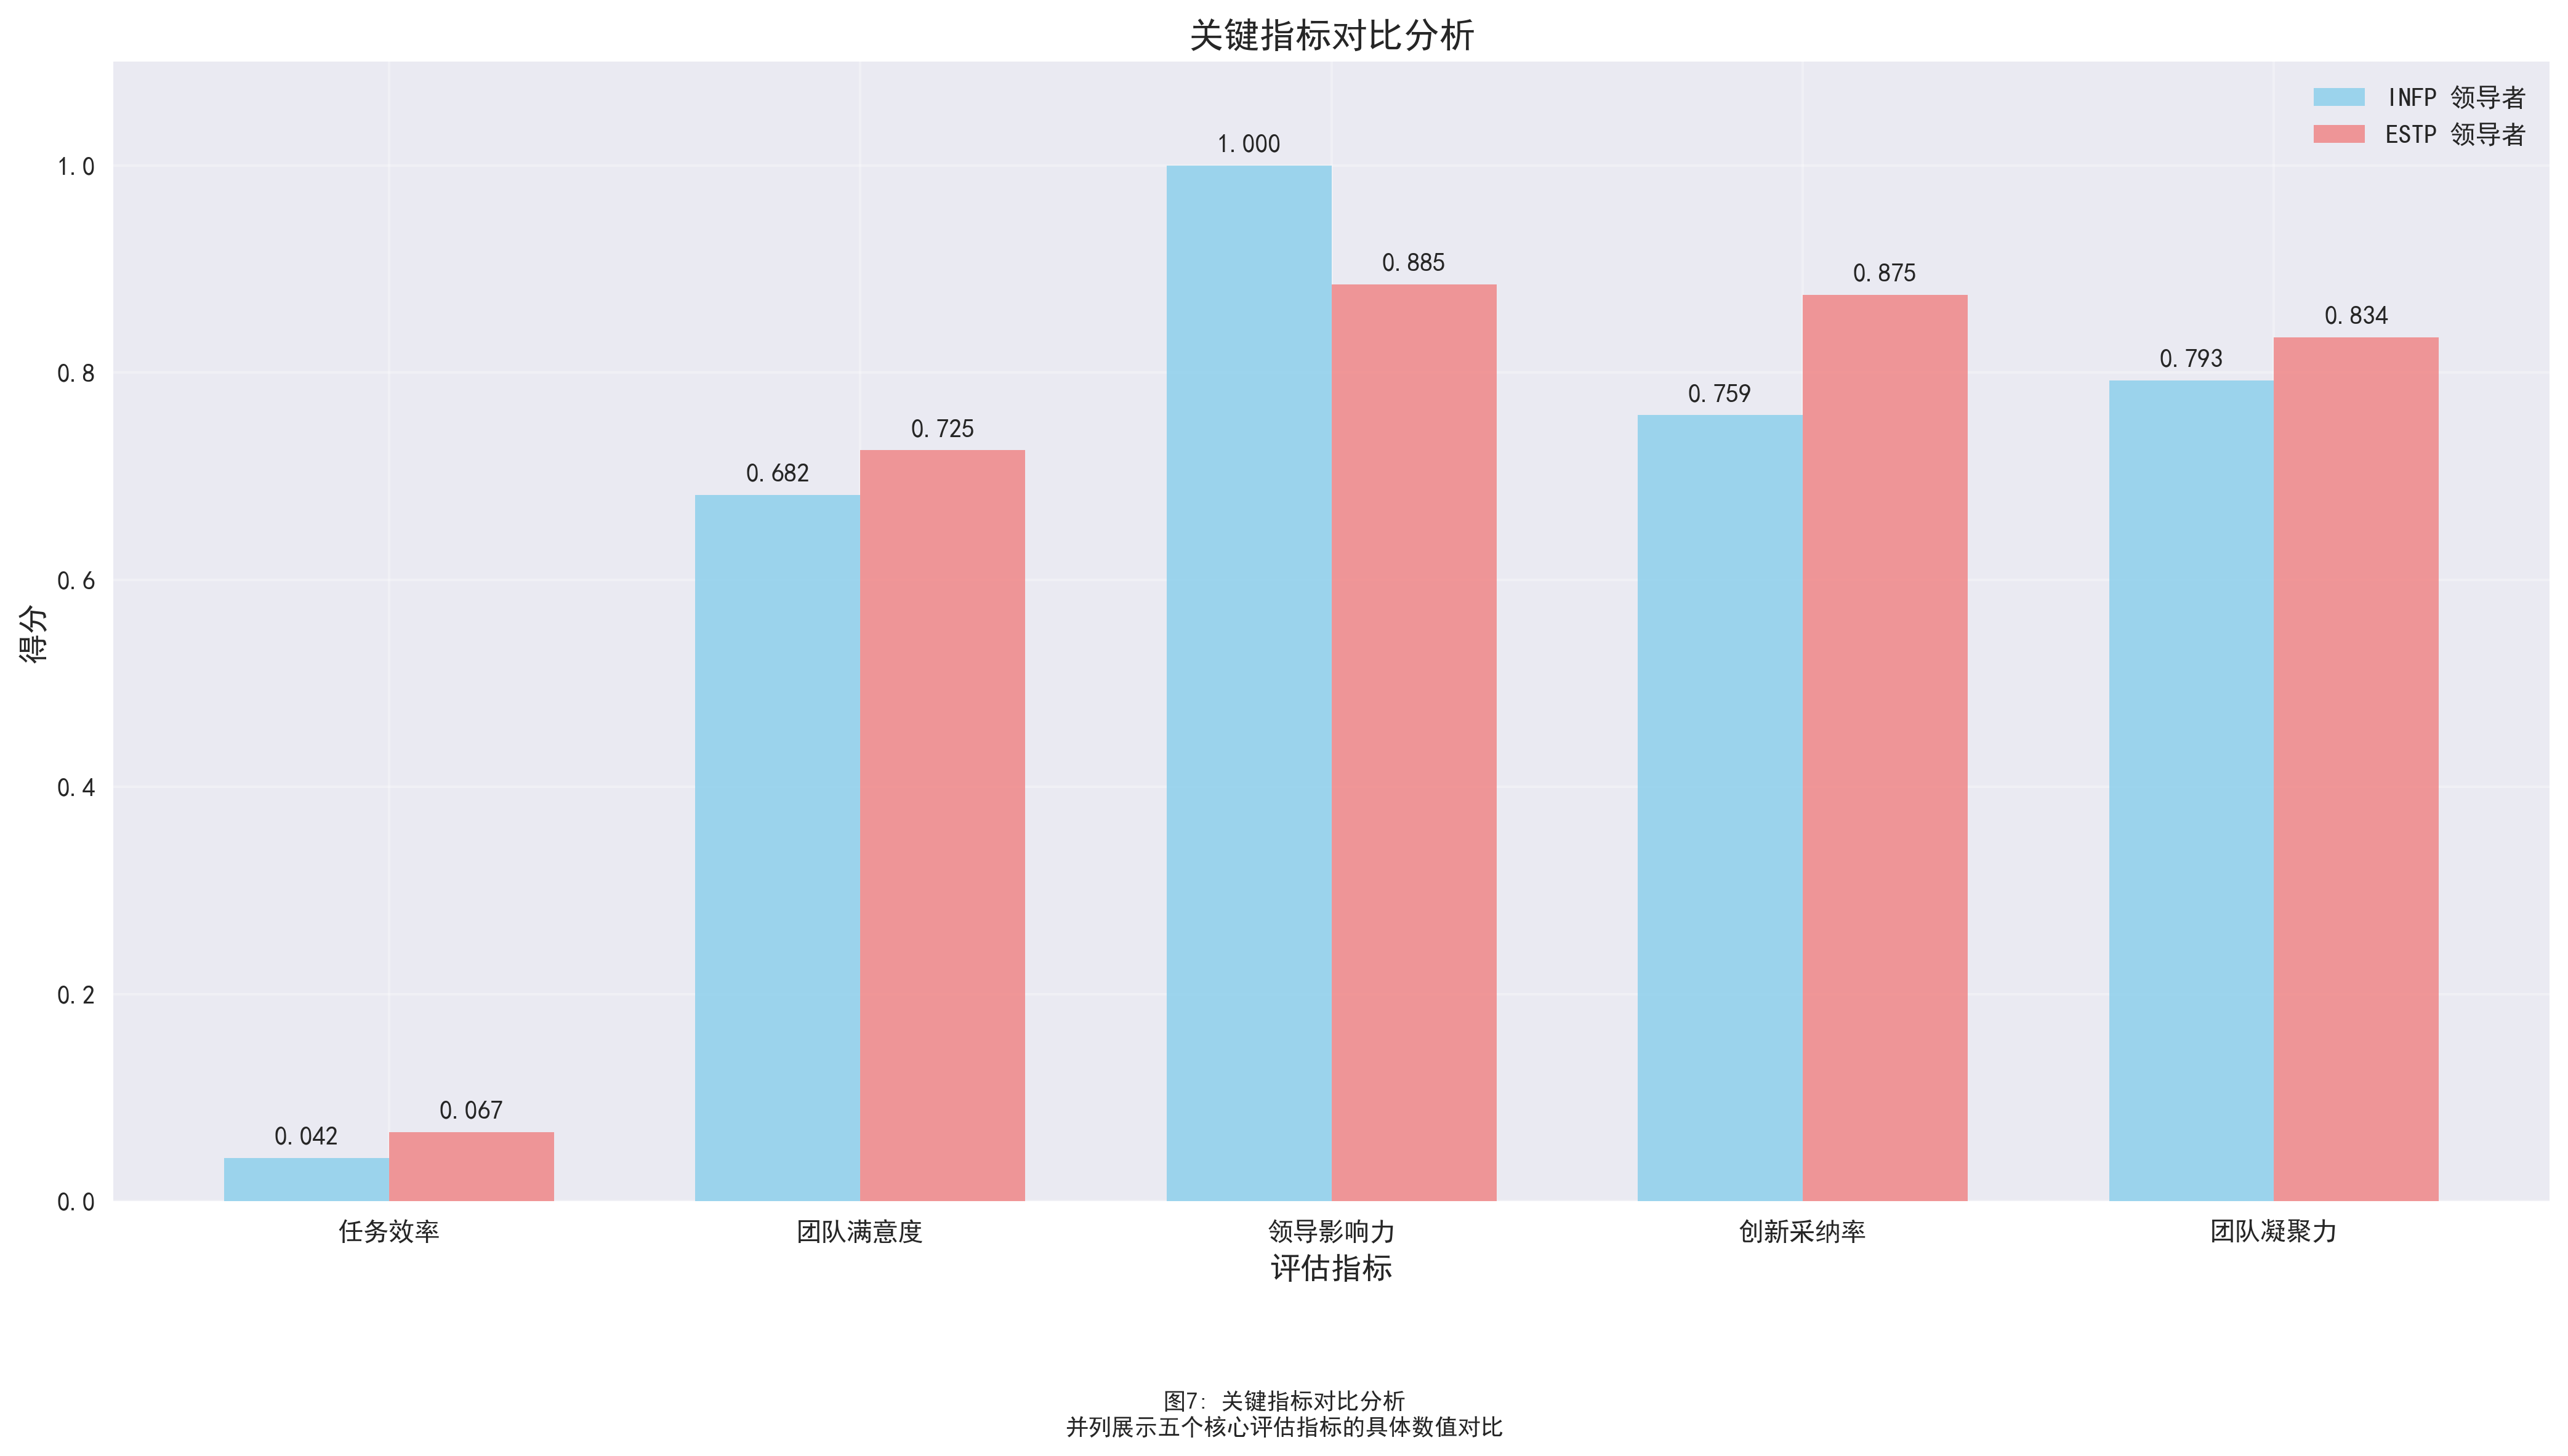 关键指标对比分析
INFP 领导者
ESTP 领导者
1.000
0.885
0.875
0.834
0.793
0.759
0.725
0.682
0.067
0.042
得分
1.0
0.8
0.6
0.4
0.2
0.0
任务效率 团队满意度 领导影响力 创新采纳率 团队凝聚力
评估指标
图7: 关键指标对比分析
并列展示五个核心评估指标的具体数值对比